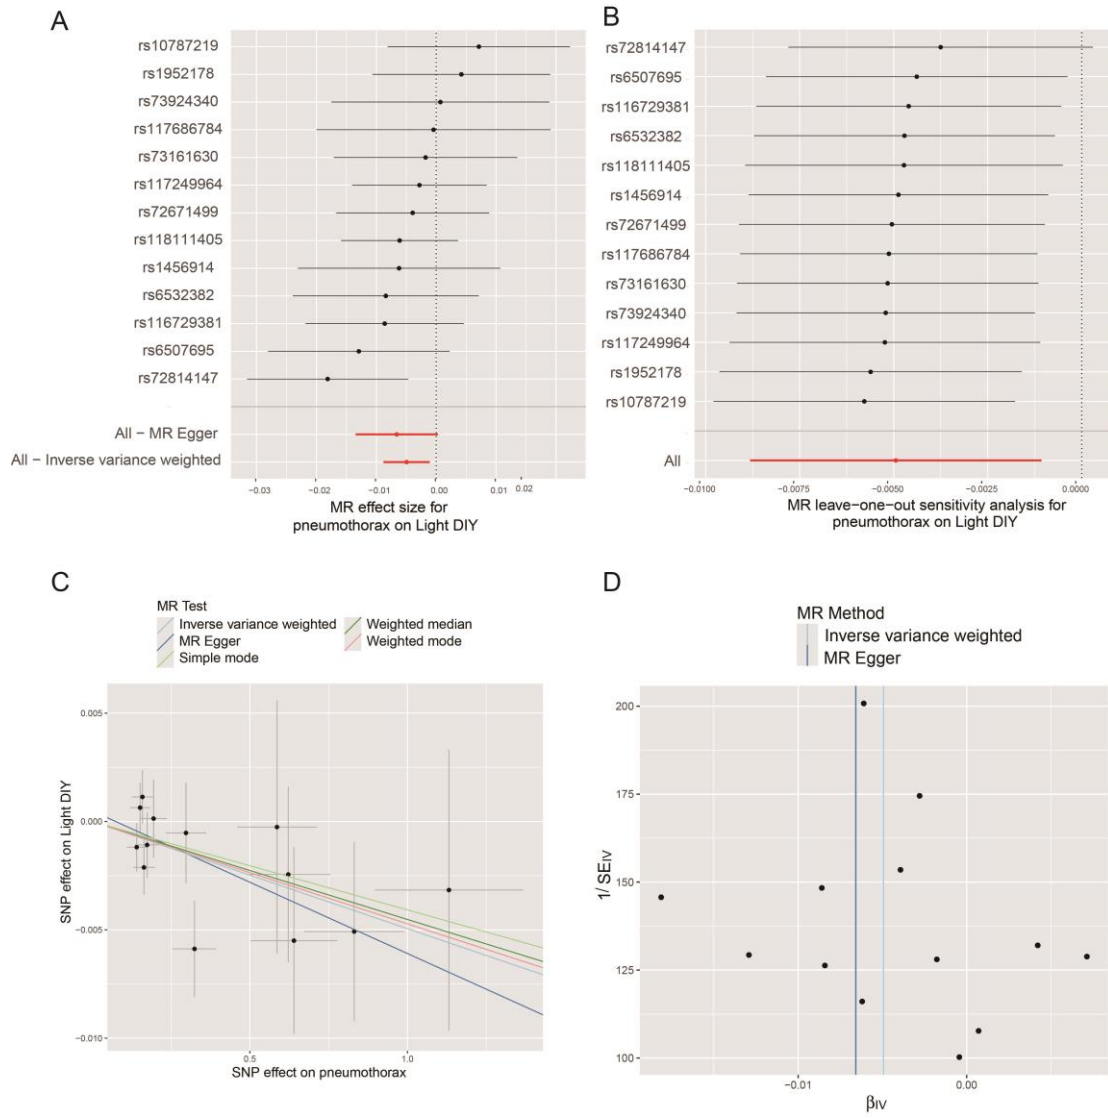 A
rs10787219
rs1952178
rs73924340
rs117686784
rs73161630
rs117249964
rs72671499
rs118111405
rs1456914
rs6532382
rs116729381
rs6507695
rs72814147
All − MR Egger
All − Inverse variance weighted
−0.03 −0.02 −0.01 0.00 0.01 0.02
MR effect size for
pneumothorax on Light DIY
B
rs72814147
rs6507695
rs116729381
rs6532382
rs118111405
rs1456914
rs72671499
rs117686784
rs73161630
rs73924340
rs117249964
rs1952178
rs10787219
All
−0.0100 −0.0075 −0.0050 −0.0025 0.0000
MR leave−one−out sensitivity analysis for
pneumothorax on Light DIY
C
MR Test
Inverse variance weighted Weighted median
MR Egger Weighted mode
Simple mode
SNP effect on Light DIY
0.005
0.000
−0.005
−0.010
0.5 1.0
SNP effect on pneumothorax
D
MR Method
Inverse variance weighted
MR Egger
1/ SEIV
200
175
150
125
100
−0.01 0.00
βIV